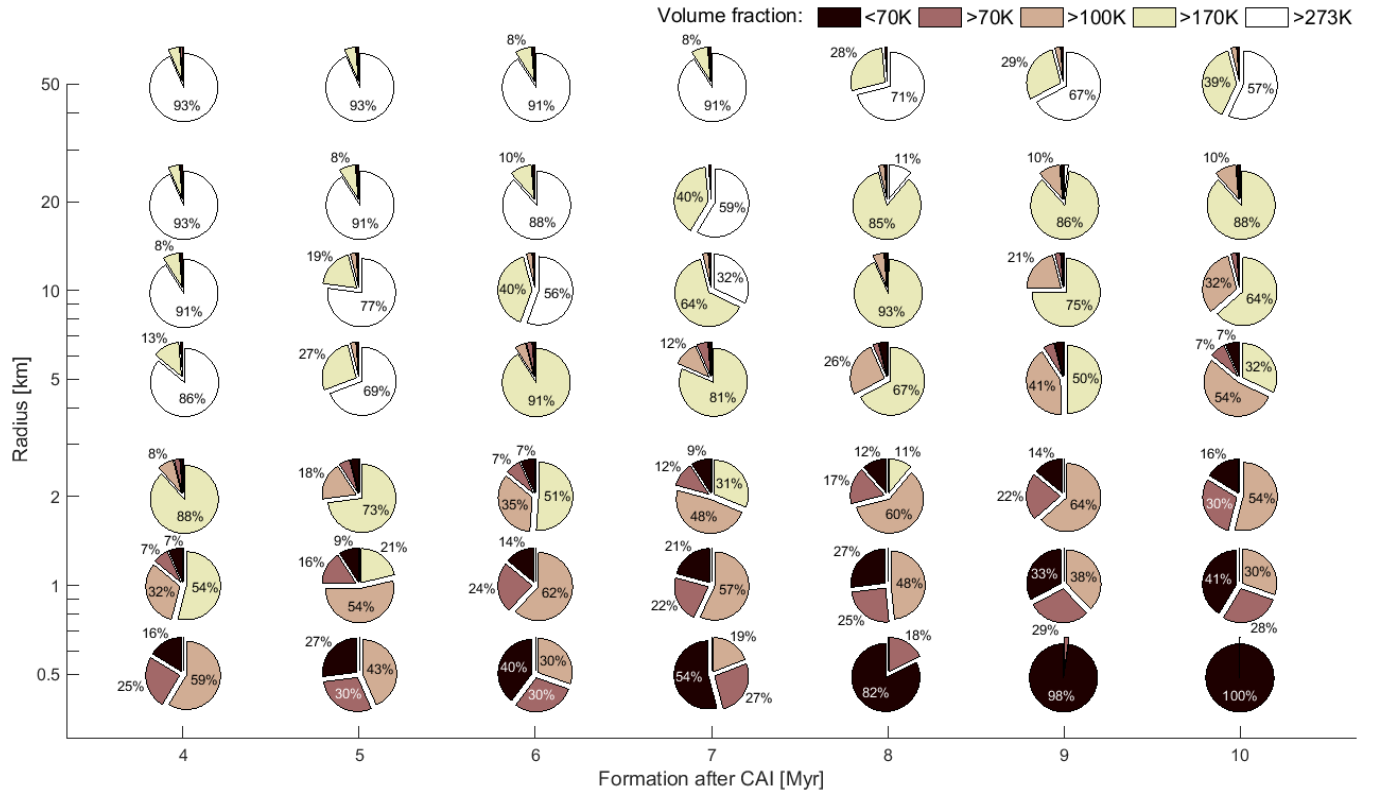 Volume fraction: <70K >70K >100K >170K >273K
8% 8% 28% 29%
50 93% 93% 91% 91% 71% 67% 39% 57%
8% 10% 11% 10% 10%
20 93% 91% 88% 40% 59% 85% 86% 88%
8% 19% 21%
10 91% 77% 40% 56% 64% 32% 93% 75% 32% 64%
13% 27% 12% 26% 7% 7%
5 86% 69% 91% 81% 67% 41% 50% 54% 32%
8% 18% 7% 7% 12% 9% 17% 12% 11% 22% 14% 16%
2 88% 73% 35% 51% 48% 31% 60% 64% 30% 54%
7% 7% 16% 9% 21% 24% 14% 22% 21% 27% 25%
1 32% 54% 54% 62% 57% 48% 33% 38% 29% 41% 30% 28%
25% 16% 27% 19% 27% 18%
0.5 59% 30% 43% 40% 30% 30% 54% 82% 98% 100%
Radius [km]
4 5 6 7 8 9 10
Formation after CAI [Myr]